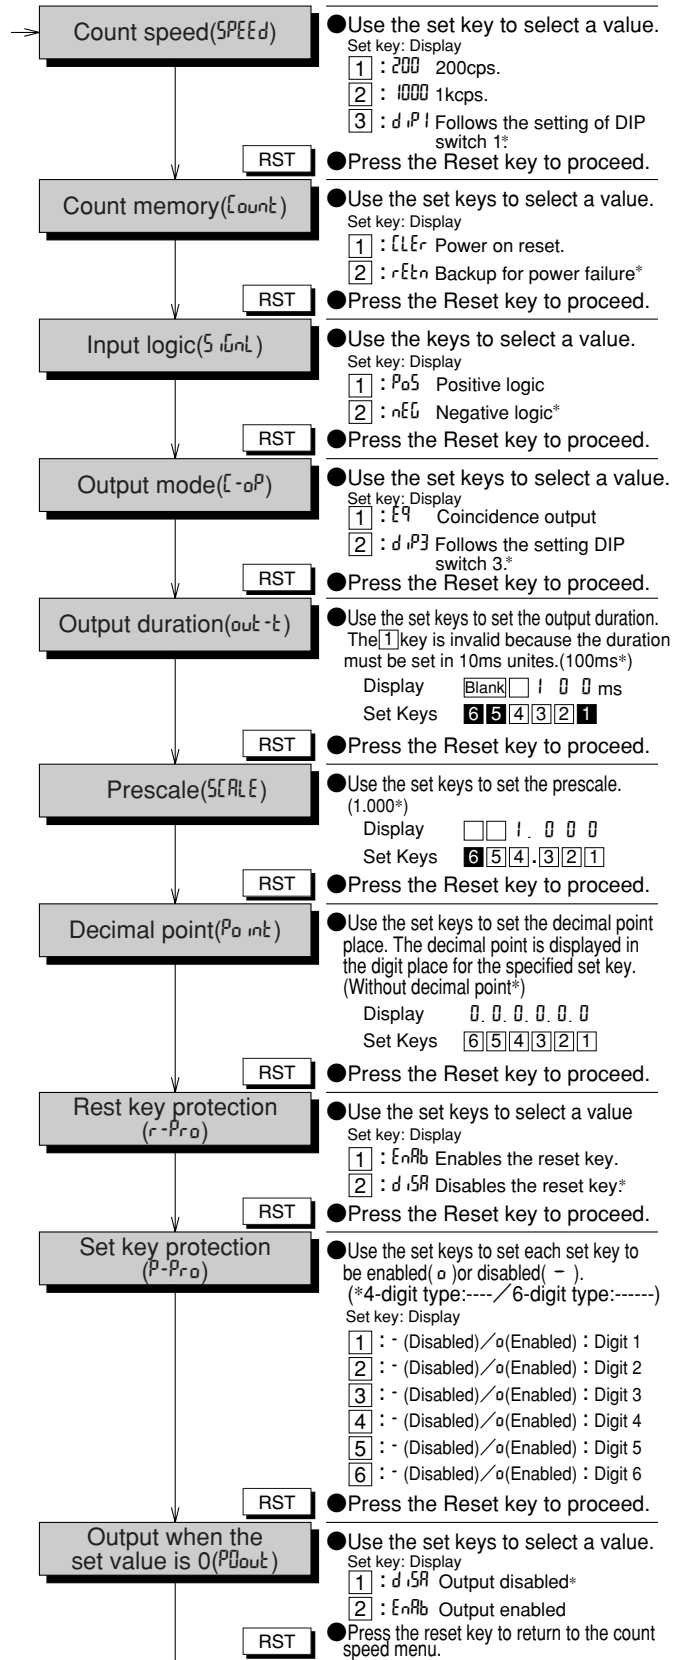 Count speed(SPEEd)
●Use the set key to select a value.
Set key: Display
1 : 200 200cps.
2 : 1000 1kcps.
3 : diP1 Follows the setting of DIP
switch 1*.
RST
●Press the Reset key to proceed.
Count memory(Count)
●Use the set keys to select a value.
Set key: Display
1 : CLEr Power on reset.
2 : rEtn Backup for power failure*
RST
●Press the Reset key to proceed.
Input logic(SiGnL)
●Use the keys to select a value.
Set key: Display
1 : PoS Positive logic
2 : nEG Negative logic*
RST
●Press the Reset key to proceed.
Output mode(C-oP)
●Use the set keys to select a value.
Set key: Display
1 : Eq Coincidence output
2 : diP3 Follows the setting DIP
switch 3.*
RST
●Press the Reset key to proceed.
Output duration(out-t)
●Use the set keys to set the output duration.
The 1 key is invalid because the duration
must be set in 10ms unites.(100ms*)
Display Blank 1 0 0 ms
Set Keys 6 5 4 3 2 1
RST
●Press the Reset key to proceed.
Prescale(SCALE)
●Use the set keys to set the prescale.
(1.000*)
Display 1. 0 0 0
Set Keys 6 5 4 . 3 2 1
RST
●Press the Reset key to proceed.
Decimal point(Point)
●Use the set keys to set the decimal point
place. The decimal point is displayed in
the digit place for the specified set key.
(Without decimal point*)
Display 0. 0. 0. 0. 0. 0
Set Keys 6 5 4 3 2 1
RST
●Press the Reset key to proceed.
Rest key protection
(r-Pro)
●Use the set keys to select a value
Set key: Display
1 : EnAb Enables the reset key.
2 : diSA Disables the reset key.*
RST
●Press the Reset key to proceed.
Set key protection
(P-Pro)
●Use the set keys to set each set key to
be enabled( o )or disabled( − ).
(*4-digit type:----／6-digit type:------)
Set key: Display
1 : - (Disabled)／o(Enabled) : Digit 1
2 : - (Disabled)／o(Enabled) : Digit 2
3 : - (Disabled)／o(Enabled) : Digit 3
4 : - (Disabled)／o(Enabled) : Digit 4
5 : - (Disabled)／o(Enabled) : Digit 5
6 : - (Disabled)／o(Enabled) : Digit 6
RST
●Press the Reset key to proceed.
Output when the
set value is 0(P0out)
●Use the set keys to select a value.
Set key: Display
1 : diSA Output disabled*
2 : EnAb Output enabled
RST
●Press the reset key to return to the count
speed menu.